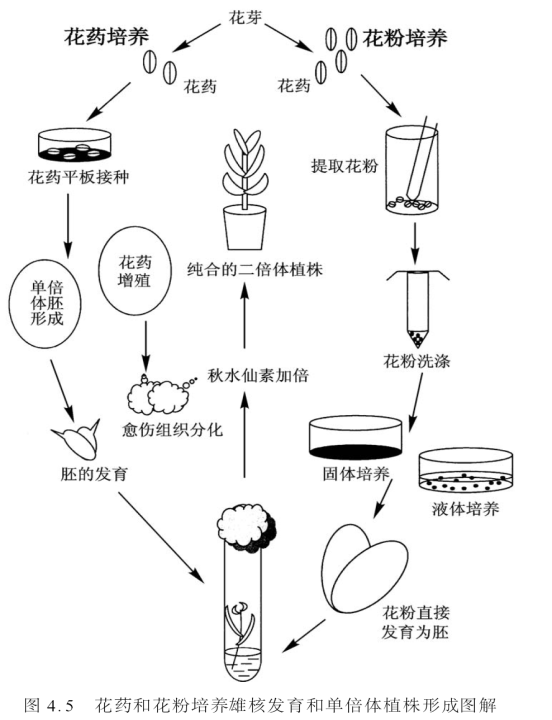 花芽
花药培养
花粉培养
花药
花药
花药平板接种
提取花粉
单倍
体胚
形成
花药
增殖
纯合的二倍体植株
花粉洗涤
秋水仙素加倍
愈伤组织分化
胚的发育
固体培养
液体培养
花粉直接
发育为胚
图 4.5 花药和花粉培养雄核发育和单倍体植株形成图解